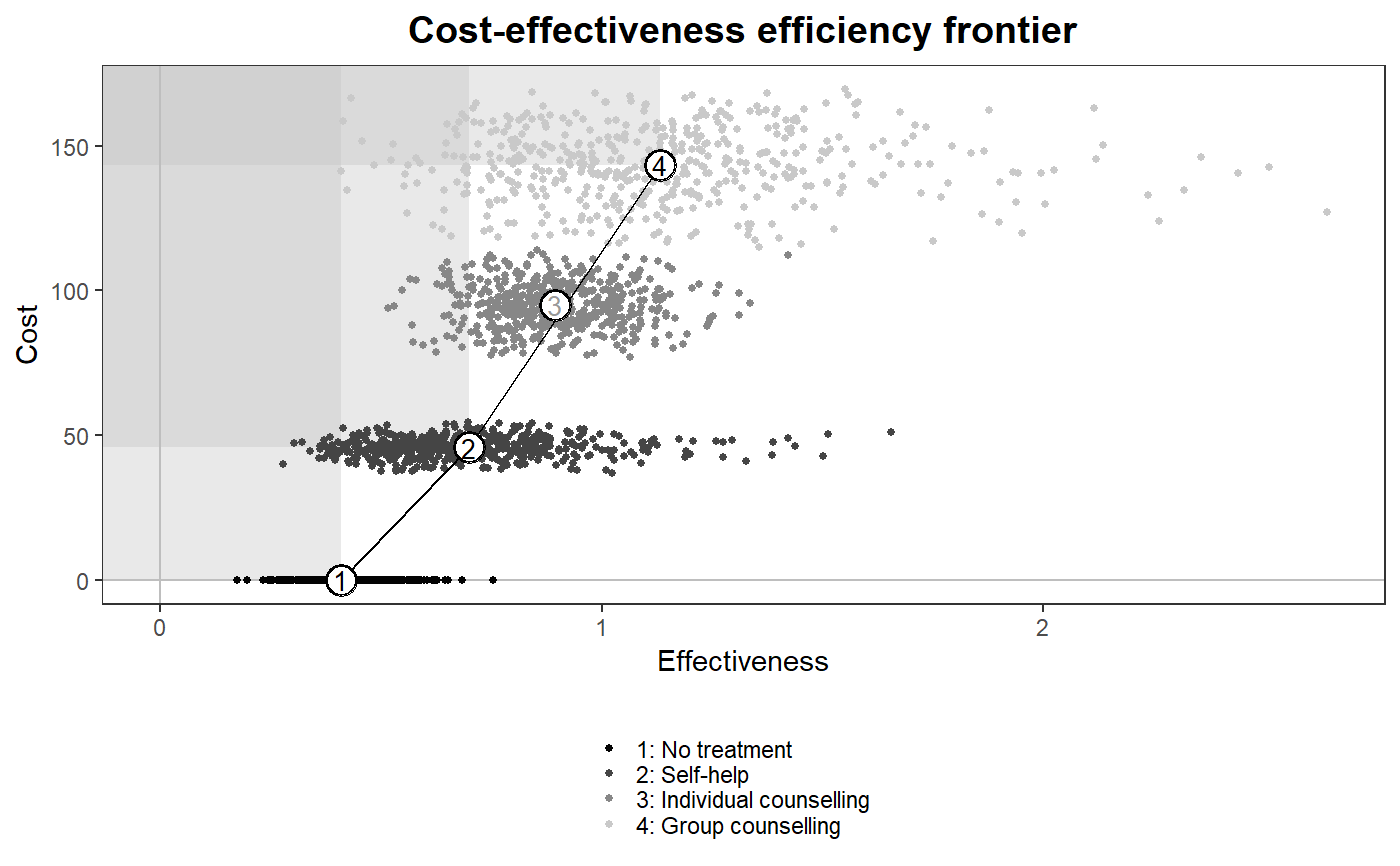 Cost-effectiveness efficiency frontier
Cost
150
100
50
0
4
3
2
1
0
1
2
Effectiveness
1: No treatment
2: Self-help
3: Individual counselling
4: Group counselling